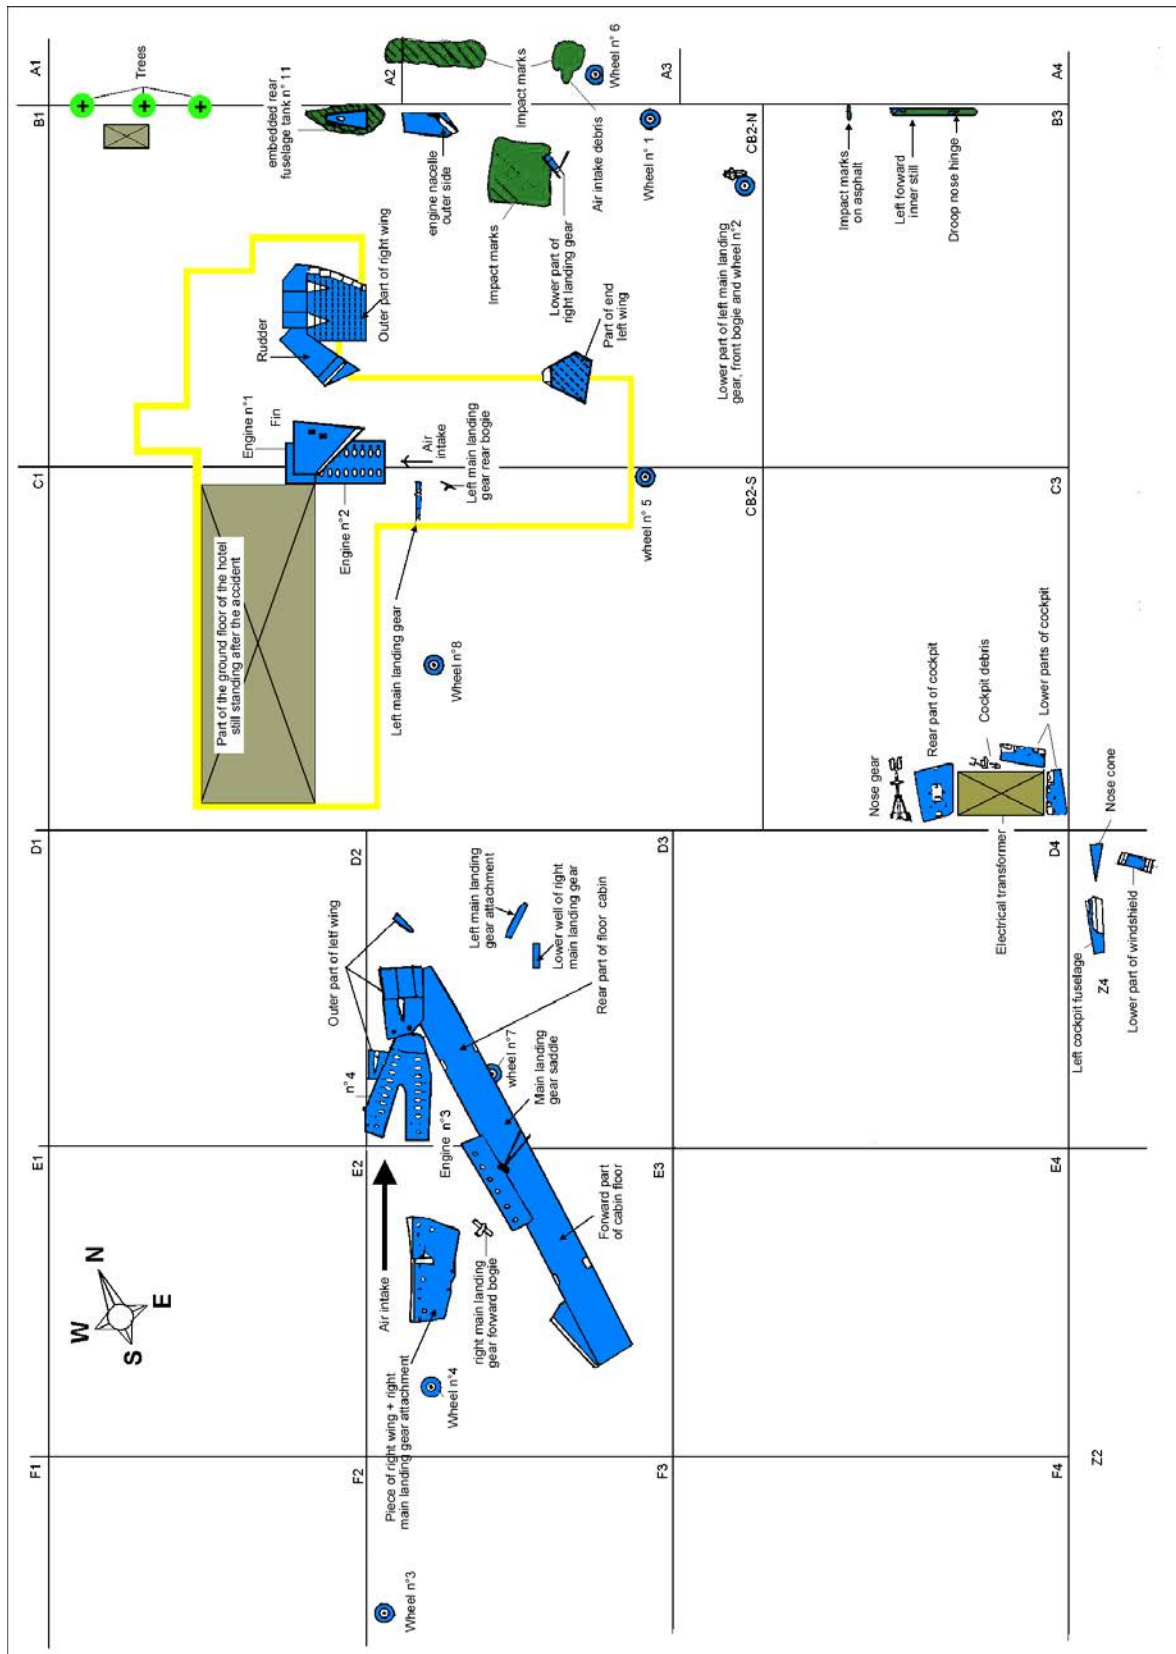 A1
Trees
A2
Impact marks
Wheel n° 6
A3
A4
B1
embedded rear
fuselage tank n° 11
engine nacelle
outer side
Impact marks
Lower part of
right landing gear
Air intake debris
Wheel n° 1
CB2-N
Lower part of left main landing
gear, front bogie and wheel n°2
Impact marks
on asphalt
Left forward
inner still
Droop nose hinge
B3
Outer part of right wing
Rudder
Part of end
left wing
Engine n°1
Fin
Air
intake
Left main landing
gear rear bogie
C1
Engine n°2
wheel n° 5
CB2-S
C3
Part of the ground floor of the hotel
still standing after the accident
Left main landing gear
Wheel n°8
Nose gear
Rear part of cockpit
Cockpit debris
Lower parts of cockpit
Electrical transformer
Nose cone
D1
D2
D3
D4
Left main landing
gear attachment
Lower well of right
main landing gear
Outer part of letf wing
Rear part of floor cabin
Left cockpit fuselage
Z4
Lower part of windshield
n° 4
wheel n°7
Main landing
gear saddle
Engine n°3
E1
E2
E3
E4
Forward part
of cabin floor
N
W
E
S
Air intake
right main landing
gear forward bogie
Piece of right wing + right
main landing gear attachment
Wheel n°4
F1
F2
F3
F4
Z2
Wheel n°3